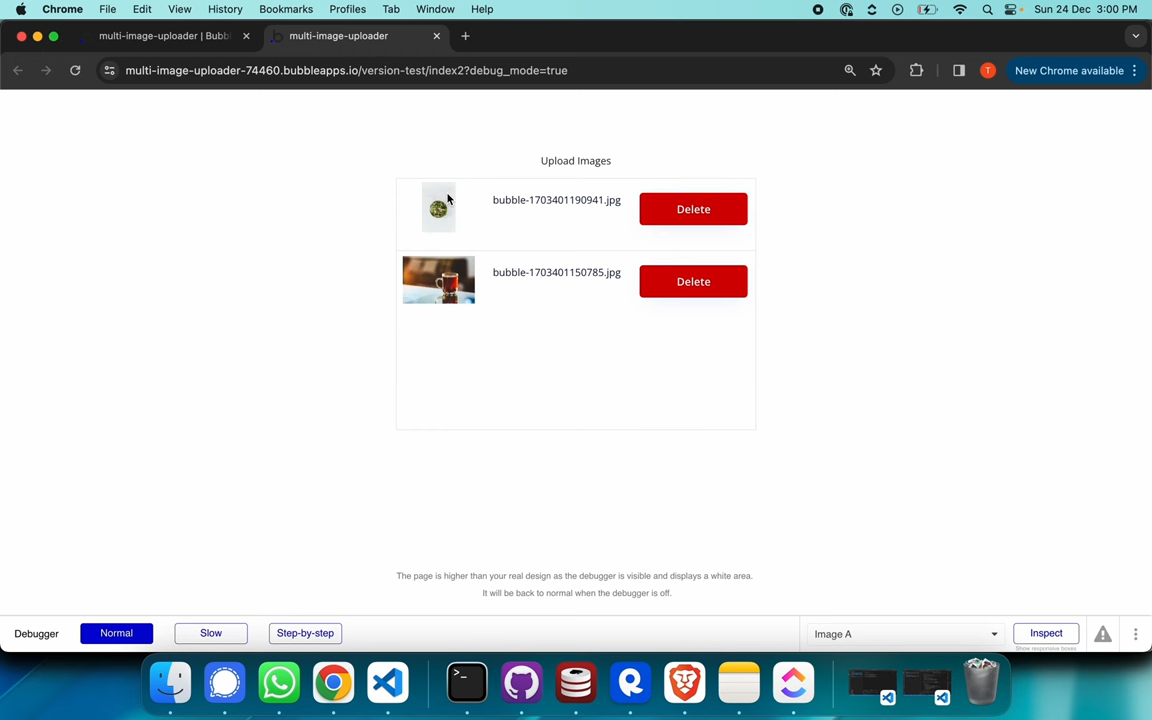 Chrome File Edit View History Bookmarks Profiles Tab Window Help Sun 24 Dec 3:00 PM
multi-image-uploader | Bubbl multi-image-uploader
multi-image-uploader-74460.bubbleapps.io/version-test/index2?debug_mode=true T New Chrome available
Upload Images
bubble-1703401190941.jpg Delete
bubble-1703401150785.jpg Delete
The page is higher than your real design as the debugger is visible and displays a white area.
It will be back to normal when the debugger is off.
Debugger Normal Slow Step-by-step Image A Inspect
Show responsive boxes